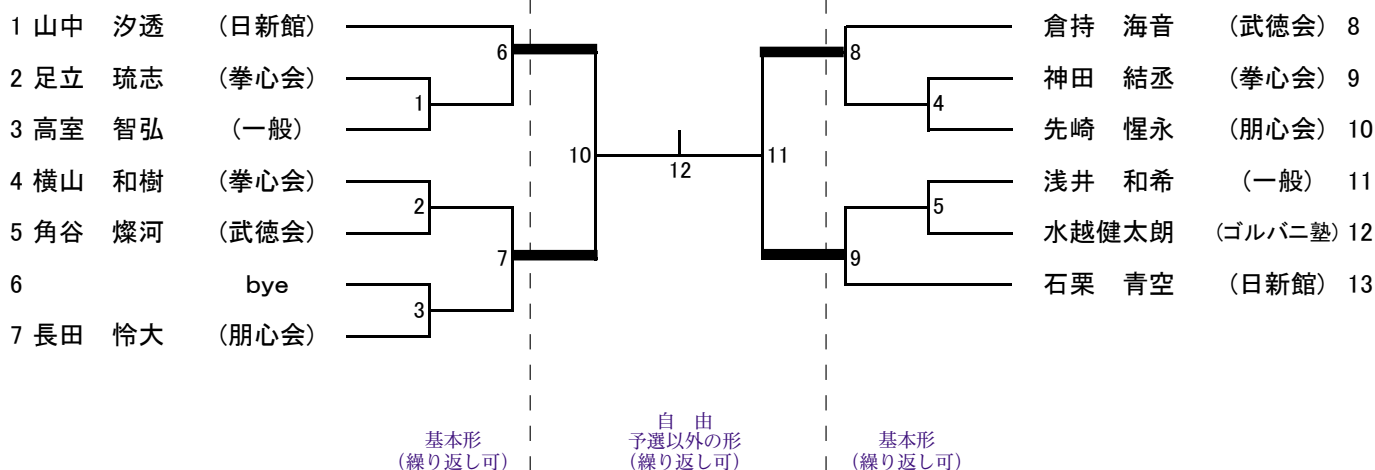 1 山中　汐透　（日新館）
2 足立　琉志　（拳心会）
3 高室　智弘　（一般）
4 横山　和樹　（拳心会）
5 角谷　燦河　（武徳会）
6　bye
7 長田　怜大　（朋心会）
6
1
2
7
3
10
12
11
8
4
5
9
倉持　海音　（武徳会） 8
神田　結丞　（拳心会） 9
先崎　惺永　（朋心会） 10
浅井　和希　（一般） 11
水越健太朗　（ゴルバニ塾） 12
石栗　青空　（日新館） 13
基本形
（繰り返し可）
自　由
予選以外の形
（繰り返し可）
基本形
（繰り返し可）